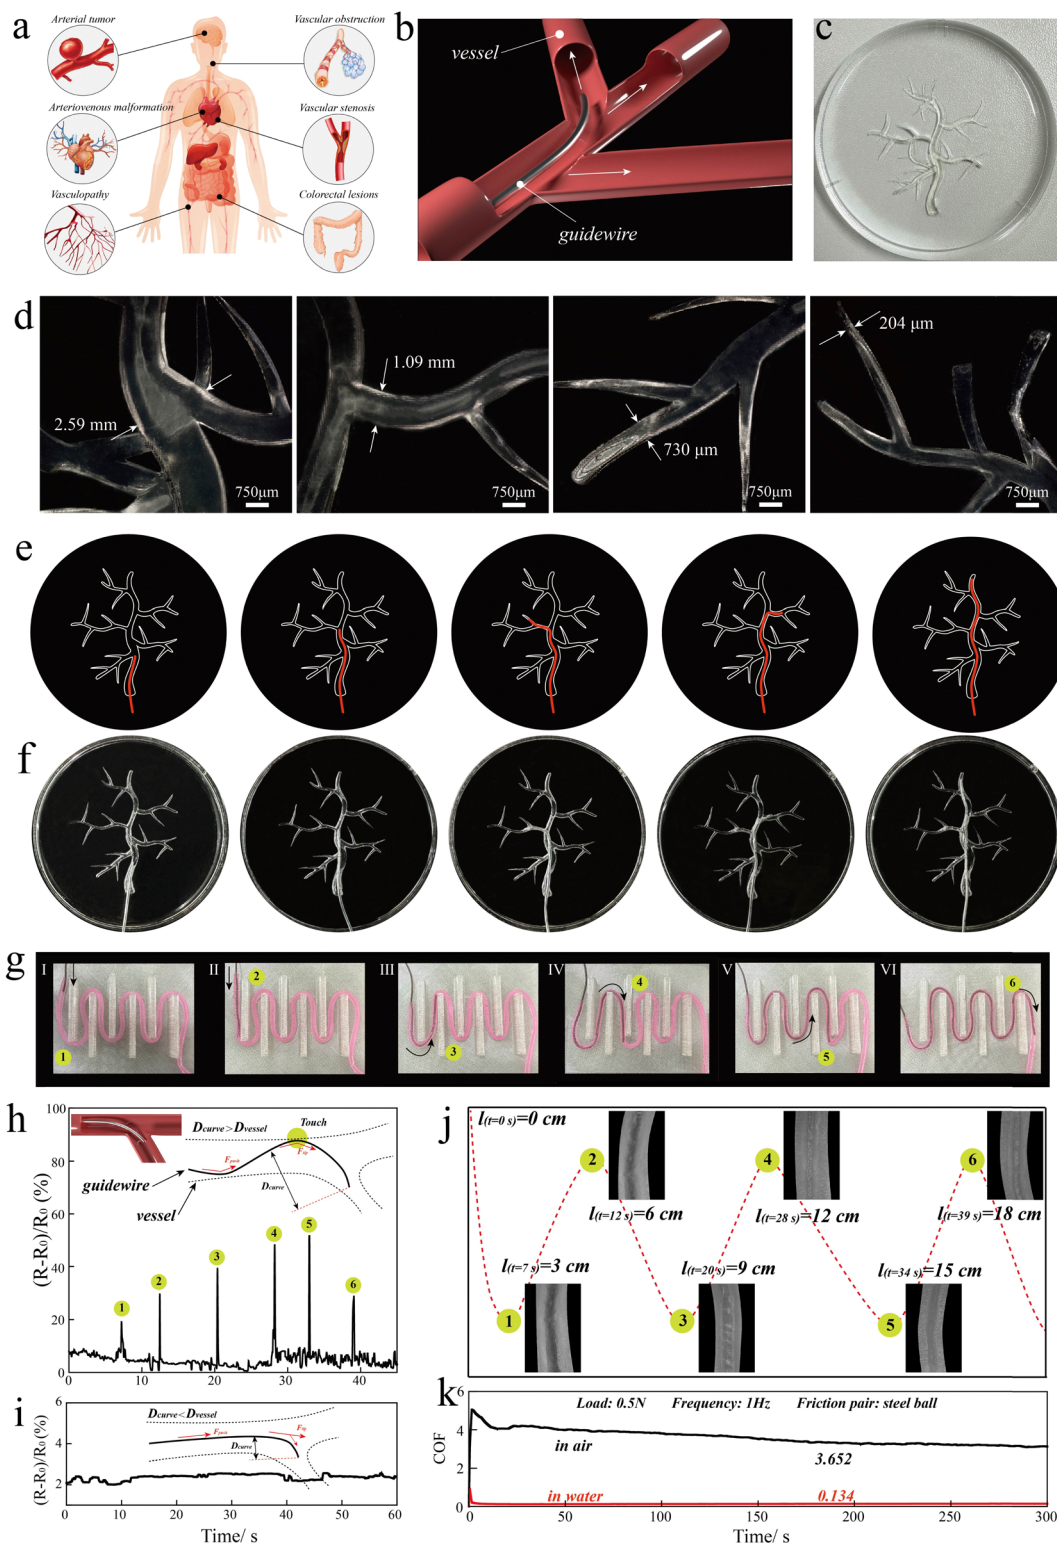 a
Arterial tumor
Vascular obstruction
Arteriovenous malformation
Vascular stenosis
Vasculopathy
Colorectal lesions
b
vessel
guidewire
c
d
2.59 mm
750μm
1.09 mm
750μm
730 μm
750μm
204 μm
750μm
e
f
g
I
1
II
2
III
3
IV
4
V
5
VI
6
h
(R-R0)/R0 (%)
100
80
60
40
20
0
0
10
20
30
40
Dcurve>Dvessel
Touch
Fpush
Ftip
guidewire
Dcurve
vessel
1
2
3
4
5
6
i
(R-R0)/R0 (%)
6
4
2
Dcurve<Dvessel
Fpush
Ftip
Dcurve
0
10
20
30
40
50
60
Time/ s
j
l(t=0 s)=0 cm
2
4
6
l(t=12 s)=6 cm
l(t=28 s)=12 cm
l(t=39 s)=18 cm
l(t=7 s)=3 cm
l(t=20 s)=9 cm
l(t=34 s)=15 cm
1
3
5
k
COF
6
4
2
0
Load: 0.5N
Frequency: 1Hz
Friction pair: steel ball
in air
3.652
in water
0.134
0
50
100
150
200
250
300
Time/ s